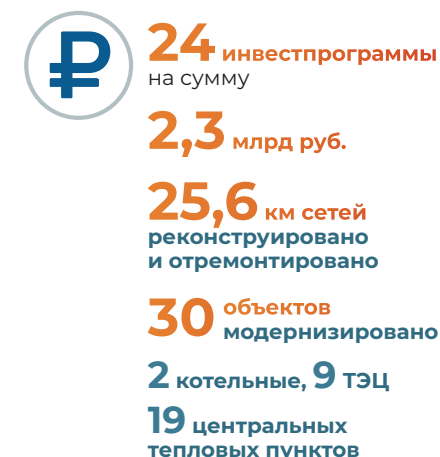 24 инвестпрограммы
на сумму
2,3 млрд руб.
25,6 км сетей
реконструировано
и отремонтировано
30 объектов
модернизировано
2 котельные, 9 ТЭЦ
19 центральных
тепловых пунктов